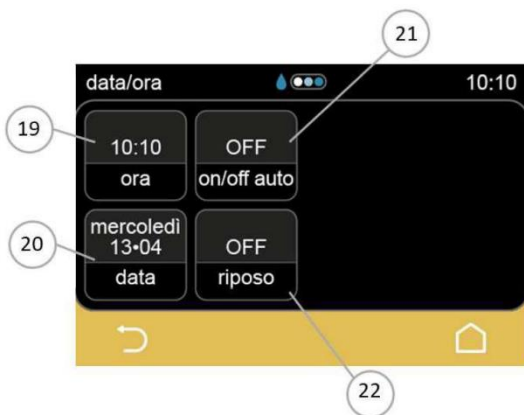 21
data/ora 10:10
19
10:10 OFF
ora on/off auto
mercoledì
13•04 OFF
20
data riposo
22